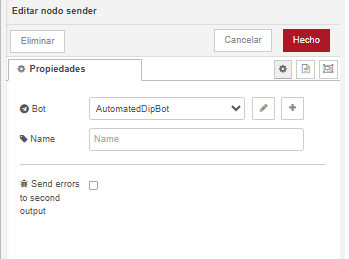 Editar nodo sender
Eliminar
Cancelar
Hecho
Propiedades
Bot
AutomatedDipBot
Name
Name
Send errors
to second
output